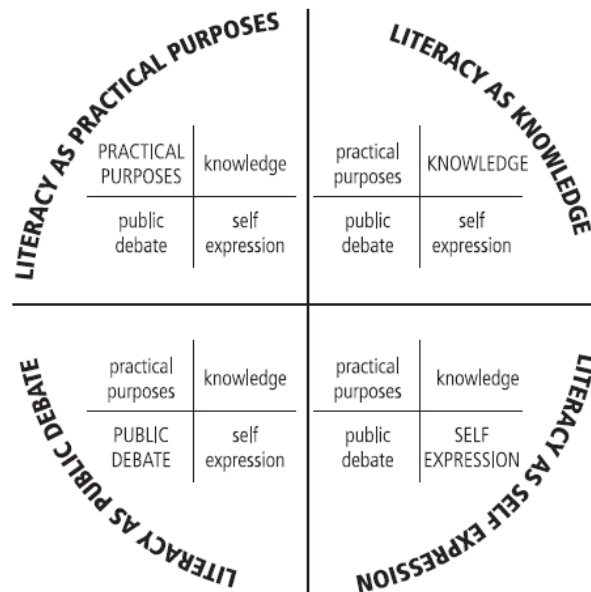 LITERACY AS PRACTICAL PURPOSES
PRACTICAL
PURPOSES
knowledge
public
debate
self
expression
LITERACY AS KNOWLEDGE
practical
purposes
KNOWLEDGE
public
debate
self
expression
LITERACY AS PUBLIC DEBATE
practical
purposes
knowledge
PUBLIC
DEBATE
self
expression
LITERACY AS SELF EXPRESSION
practical
purposes
knowledge
public
debate
SELF
EXPRESSION